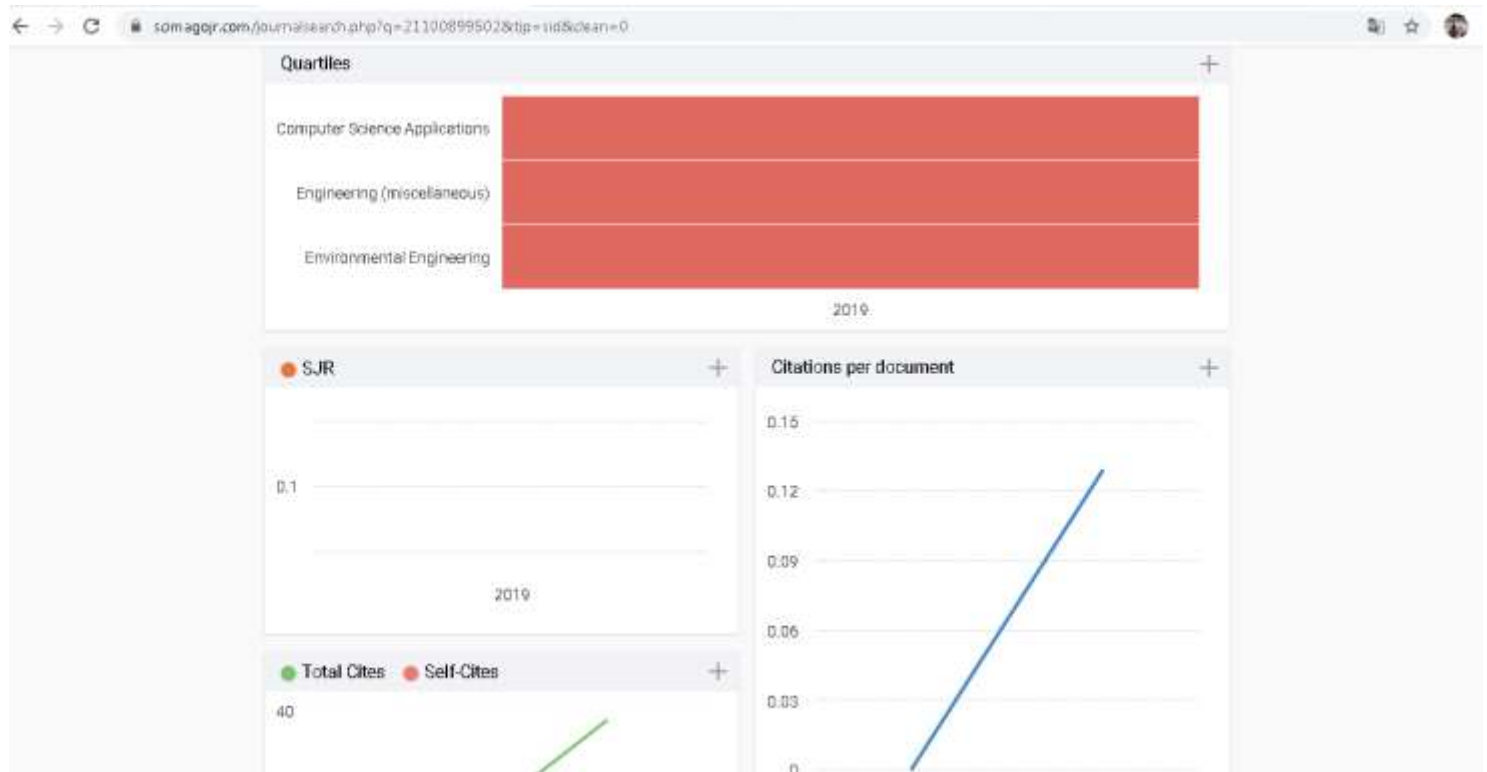 scimagojr.com/journalsearch.php?q=21100899502&tip=sid&clean=0
Quartiles
Computer Science Applications
Engineering (miscellaneous)
Environmental Engineering
2019
SJR
0.1
2019
Citations per document
0.15
0.12
0.09
0.06
0.03
0
Total Cites Self-Cites
40